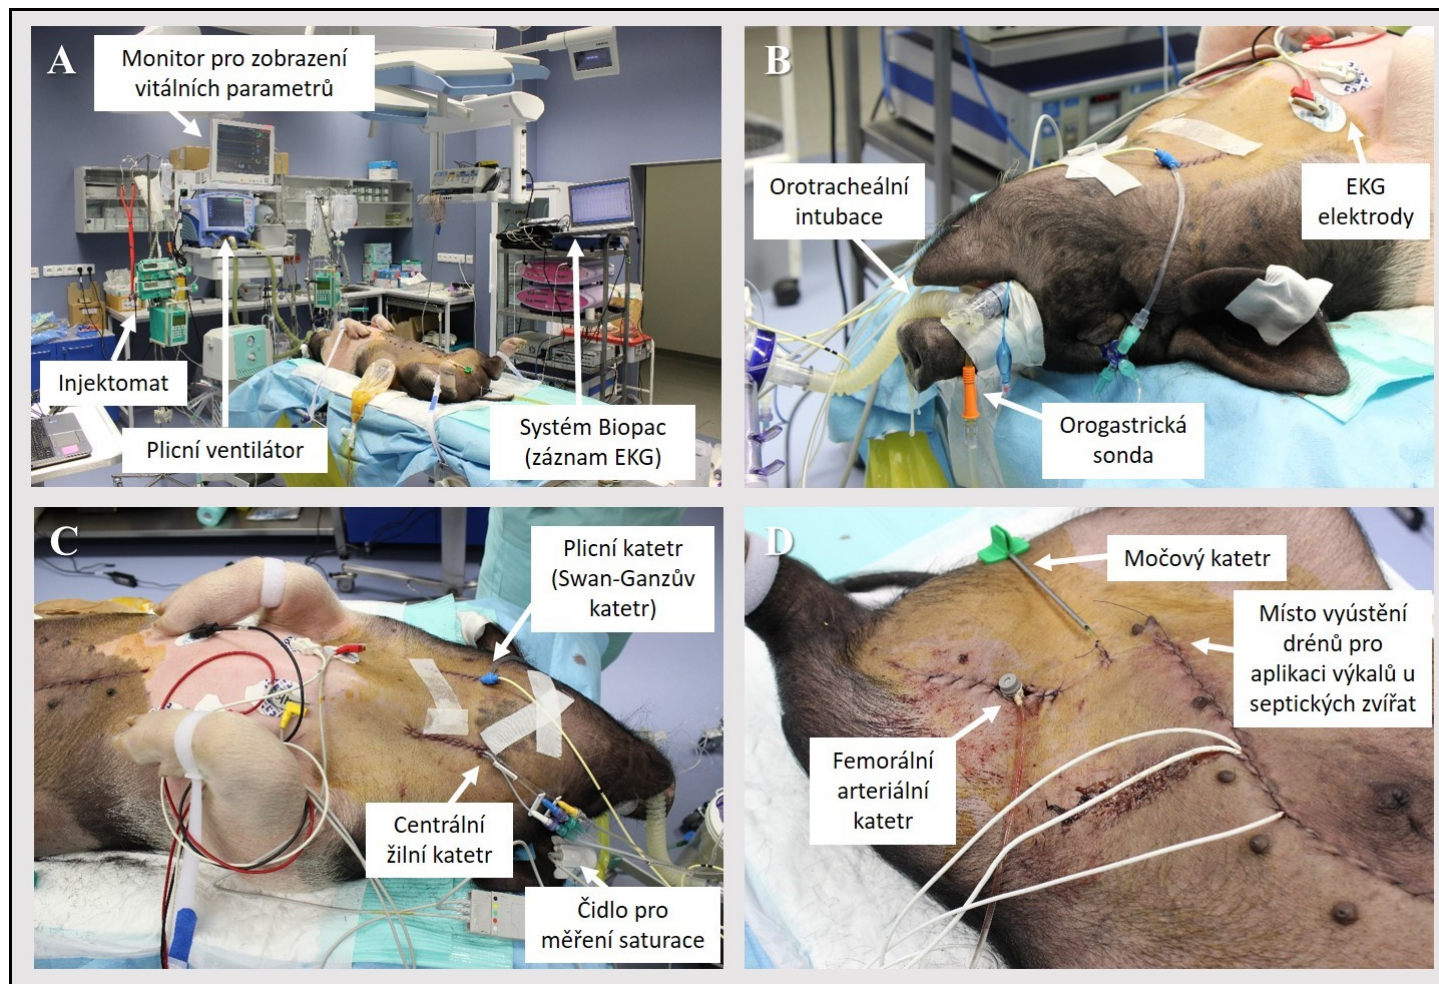 A
Monitor pro zobrazení
vitálních parametrů
Injektomat
Plicní ventilátor
Systém Biopac
(záznam EKG)
B
Orotracheální
intubace
EKG
elektrody
Orogastrická
sonda
C
Plicní katetr
(Swan-Ganzův
katetr)
Centrální
žilní katetr
Čidlo pro
měření saturace
D
Močový katetr
Místo vyústění
drénů pro
aplikaci výkalů u
septických zvířat
Femorální
arteriální
katetr